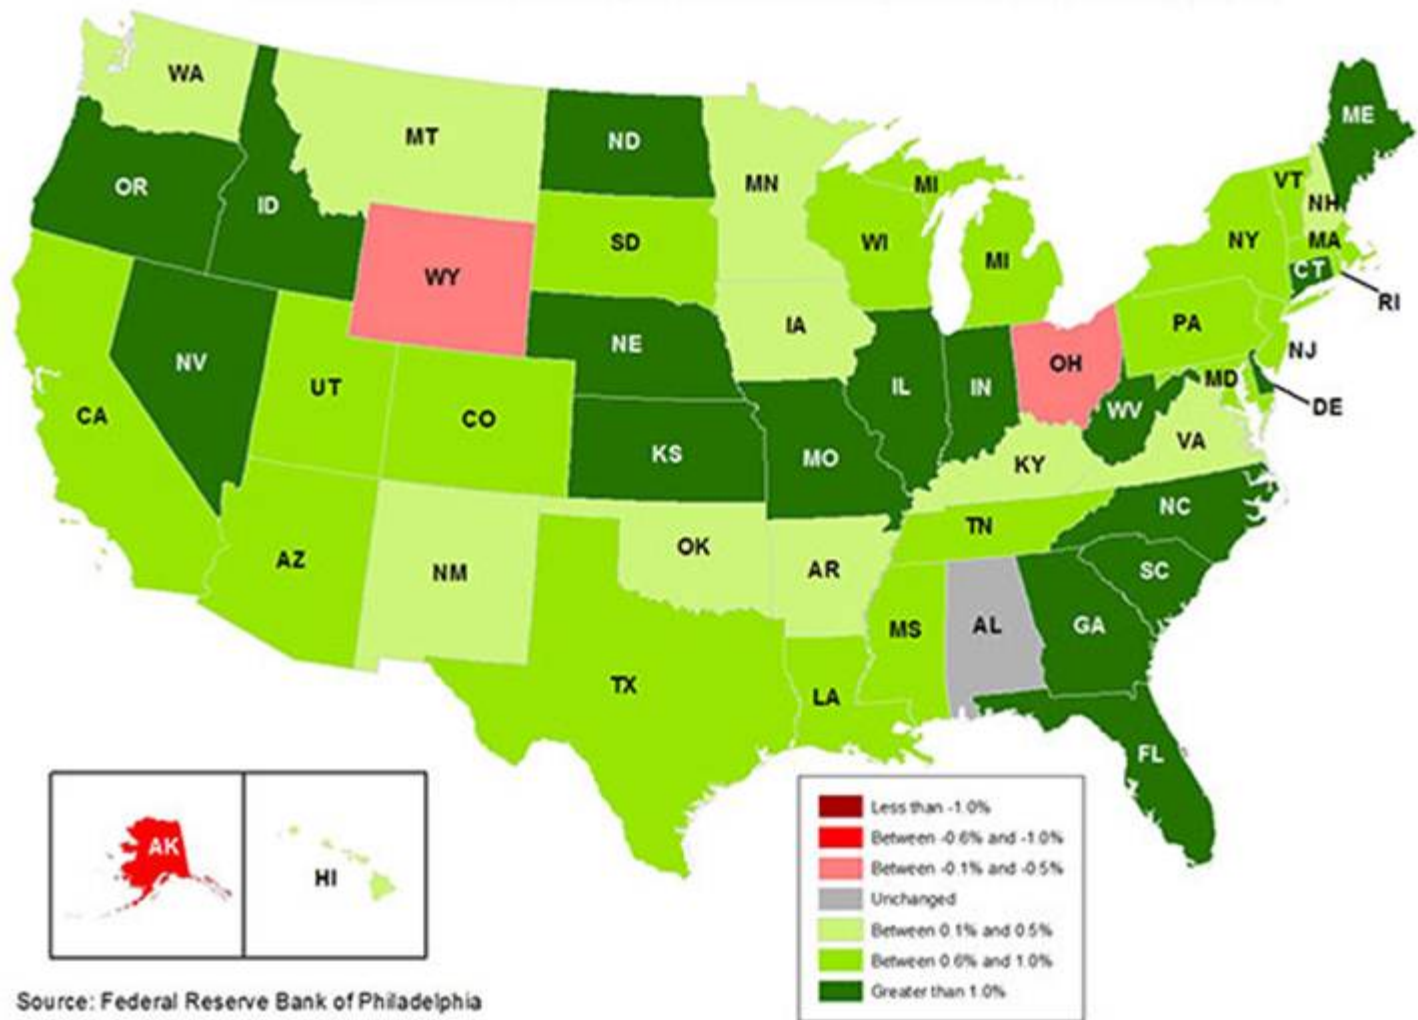 WA
MT
ND
ME
OR
ID
MN
MI
VT
NH
WY
SD
WI
MI
NY
MA
CT
RI
NV
NE
IA
PA
NJ
CA
UT
CO
IL
IN
OH
MD
DE
WV
KS
MO
KY
VA
AZ
NM
OK
AR
TN
NC
SC
MS
AL
GA
TX
LA
FL
AK
HI
Less than -1.0%
Between -0.6% and -1.0%
Between -0.1% and -0.5%
Unchanged
Between 0.1% and 0.5%
Between 0.6% and 1.0%
Greater than 1.0%
Source: Federal Reserve Bank of Philadelphia